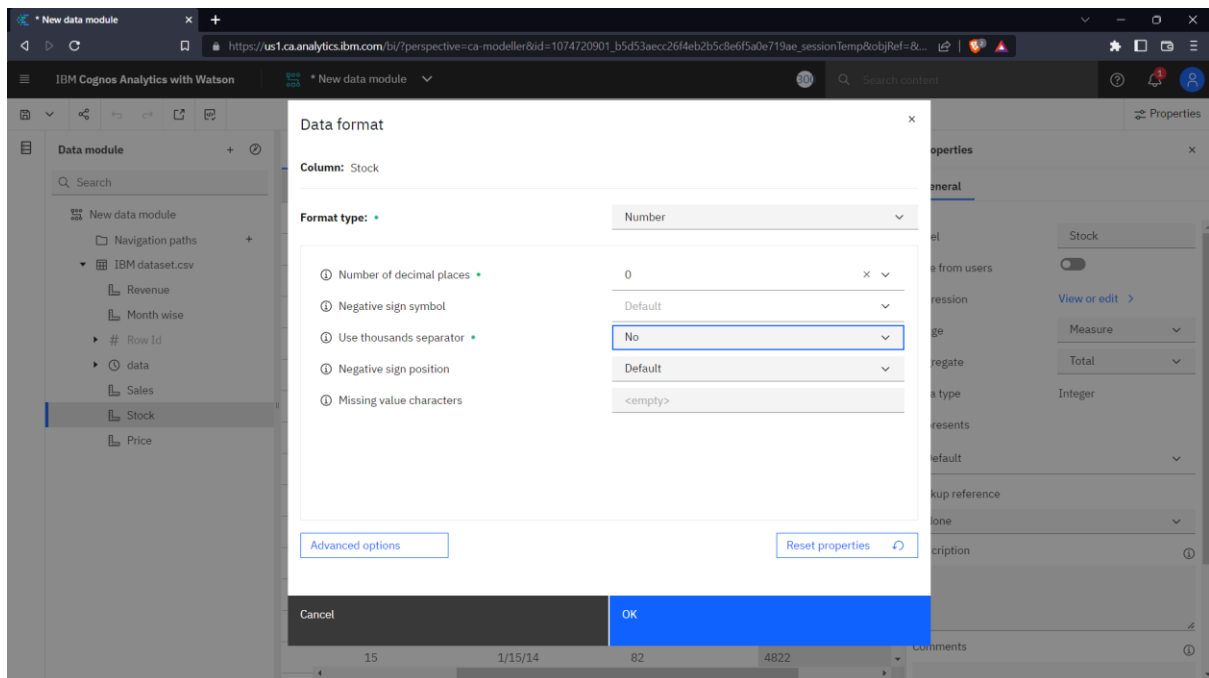 * New data module
https://us1.ca.analytics.ibm.com/bi/?perspective=ca-modeller&id=1074720901_b5d53aecc26f4eb2b5c8e6f5a0e719ae_sessionTemp&objRef=&...
IBM Cognos Analytics with Watson
* New data module
Search content
Properties
Data module
Search
New data module
Navigation paths
IBM dataset.csv
Revenue
Month wise
# Row Id
data
Sales
Stock
Price
Data format
Column: Stock
Format type:
Number
Number of decimal places
0
Negative sign symbol
Default
Use thousands separator
No
Negative sign position
Default
Missing value characters
<empty>
Advanced options
Reset properties
Cancel
OK
15 1/15/14 82 4822
operties
eneral
el
Stock
e from users
ression
View or edit >
ge
Measure
regate
Total
a type
Integer
resents
efault
kup reference
lone
cription
Comments